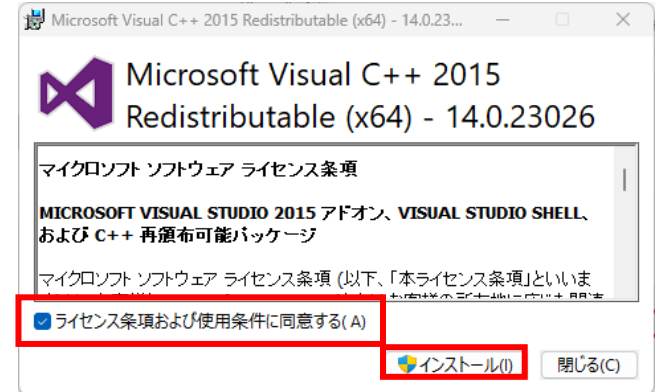 Microsoft Visual C++ 2015 Redistributable (x64) - 14.0.23...
Microsoft Visual C++ 2015
Redistributable (x64) - 14.0.23026
マイクロソフト ソフトウェア ライセンス条項
MICROSOFT VISUAL STUDIO 2015 アドオン、VISUAL STUDIO SHELL、
および C++ 再頒布可能パッケージ
マイクロソフト ソフトウェア ライセンス条項 (以下、「本ライセンス条項」といいま
ライセンス条項および使用条件に同意する(A)
インストール(I)
閉じる(C)